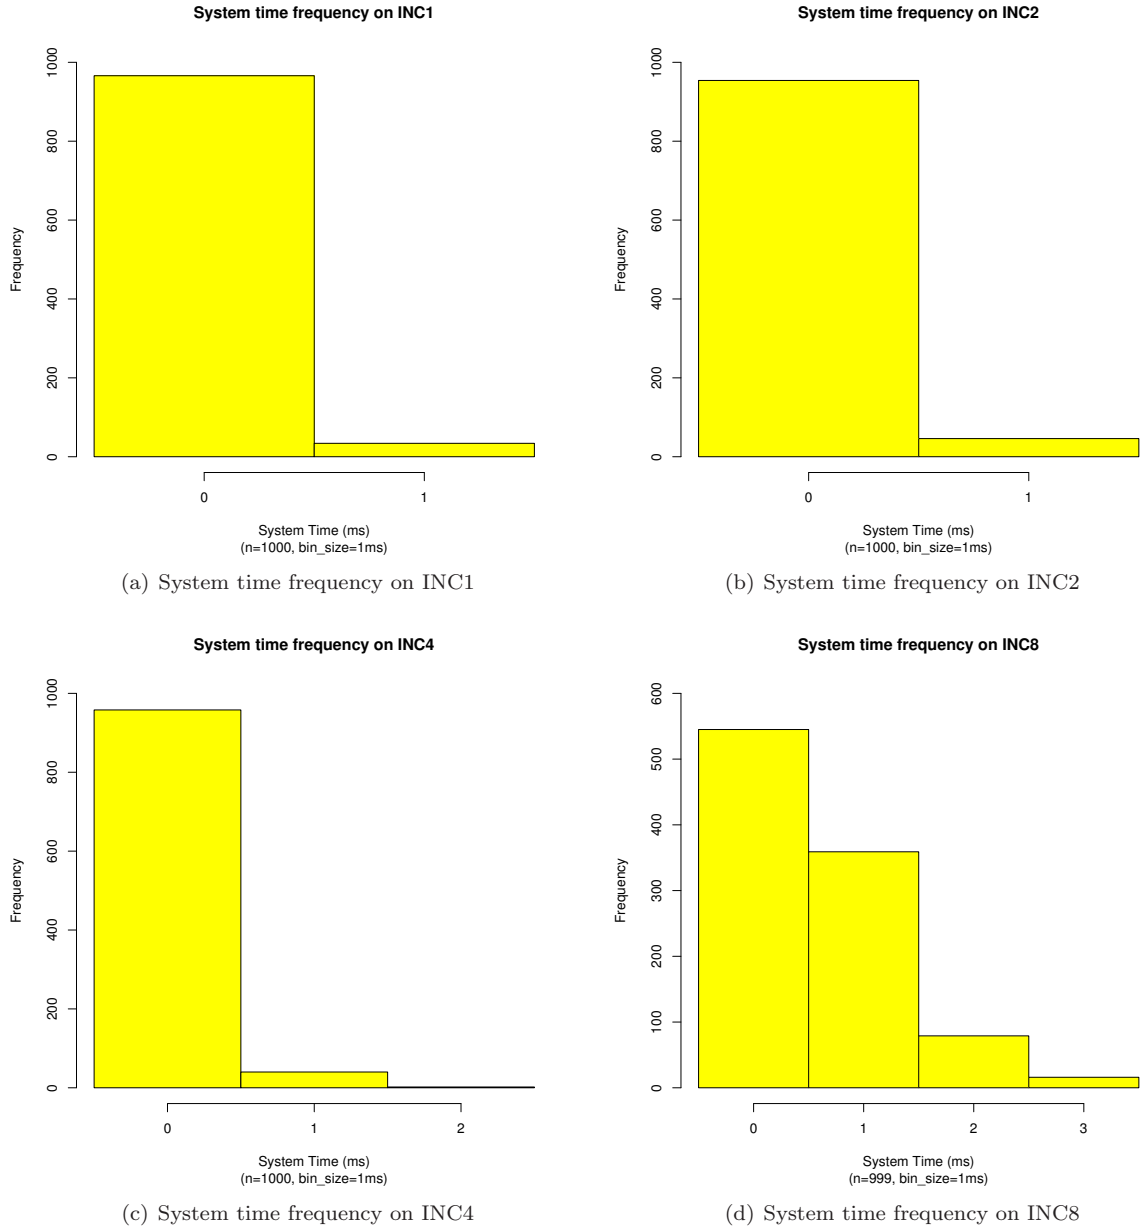 System time frequency on INC1
1000
800
600
400
200
0
Frequency
0 1
System Time (ms)
(n=1000, bin_size=1ms)
(a) System time frequency on INC1
System time frequency on INC2
1000
800
600
400
200
0
Frequency
0 1
System Time (ms)
(n=1000, bin_size=1ms)
(b) System time frequency on INC2
System time frequency on INC4
1000
800
600
400
200
0
Frequency
0 1 2
System Time (ms)
(n=1000, bin_size=1ms)
(c) System time frequency on INC4
System time frequency on INC8
600
500
400
300
200
100
0
Frequency
0 1 2 3
System Time (ms)
(n=999, bin_size=1ms)
(d) System time frequency on INC8